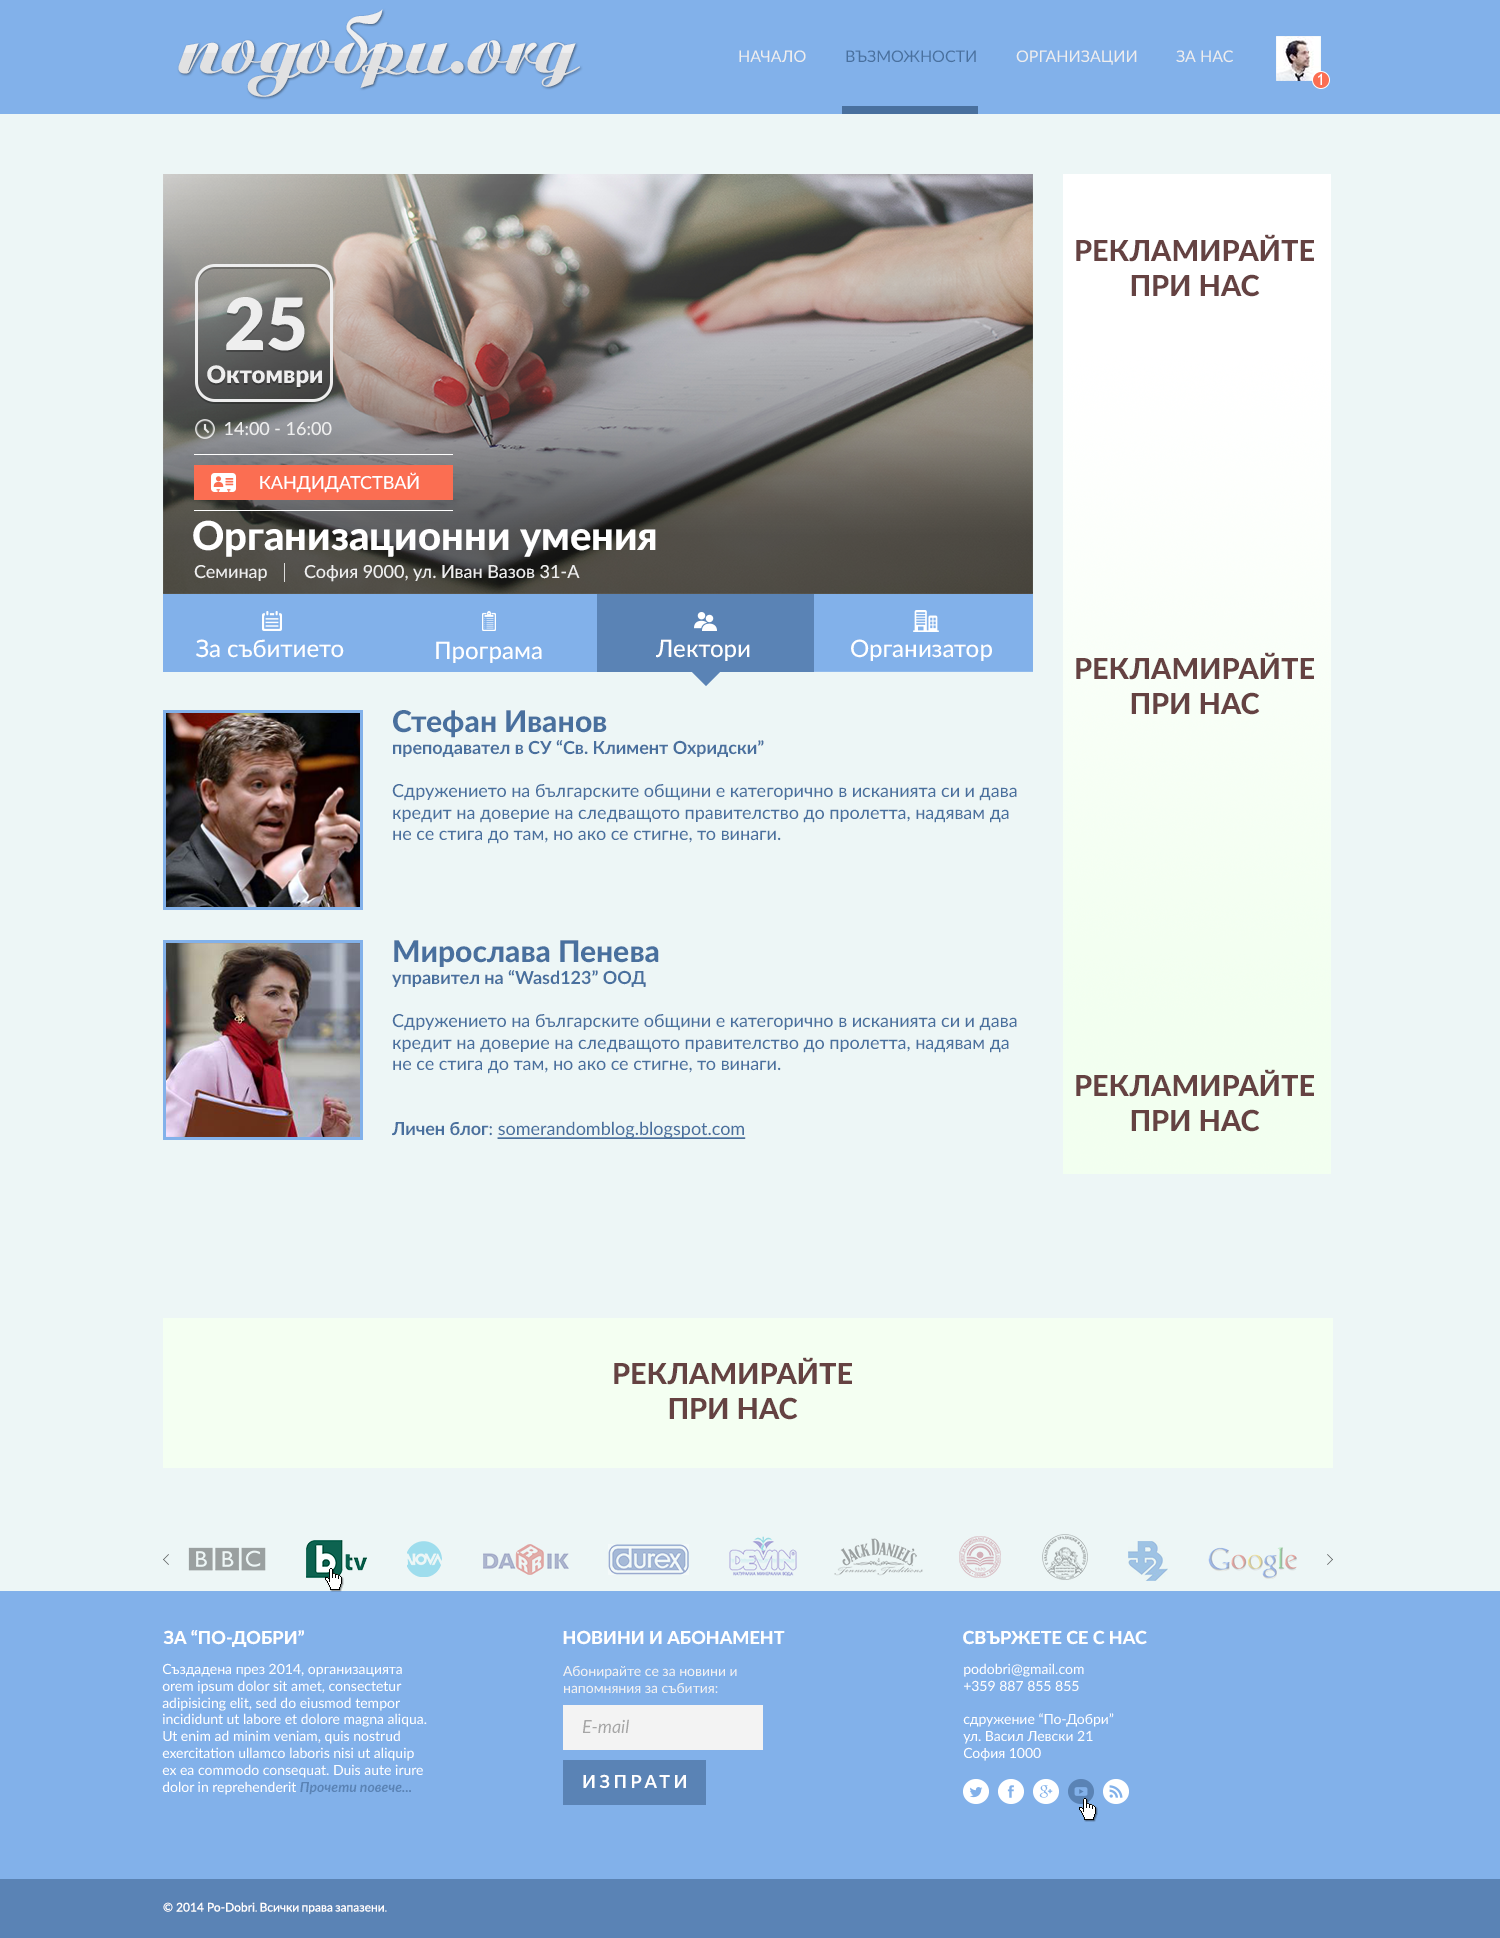 подобри.org
НАЧАЛО ВЪЗМОЖНОСТИ ОРГАНИЗАЦИИ ЗА НАС
1
25
Октомври
14:00 - 16:00
КАНДИДАТСТВАЙ
Организационни умения
Семинар | София 9000, ул. Иван Вазов 31-А
За събитието Програма Лектори Организатор
Стефан Иванов
преподавател в СУ “Св. Климент Охридски”
Сдружението на българските общини е категорично в исканията си и дава
кредит на доверие на следващото правителство до пролетта, надявам да
не се стига до там, но ако се стигне, то винаги.
Мирослава Пенева
управител на “Wasd123” ООД
Сдружението на българските общини е категорично в исканията си и дава
кредит на доверие на следващото правителство до пролетта, надявам да
не се стига до там, но ако се стигне, то винаги.
Личен блог: somerandomblog.blogspot.com
РЕКЛАМИРАЙТЕ
ПРИ НАС
РЕКЛАМИРАЙТЕ
ПРИ НАС
РЕКЛАМИРАЙТЕ
ПРИ НАС
РЕКЛАМИРАЙТЕ
ПРИ НАС
BBC btv NOVA DARIK durex DEVIN JACK DANIEL'S Google
НАТУРАЛНА МИНЕРАЛНА ВОДА
Tennessee Traditions
ЗА “ПО-ДОБРИ”
Създадена през 2014, организацията
orem ipsum dolor sit amet, consectetur
adipisicing elit, sed do eiusmod tempor
incididunt ut labore et dolore magna aliqua.
Ut enim ad minim veniam, quis nostrud
exercitation ullamco laboris nisi ut aliquip
ex ea commodo consequat. Duis aute irure
dolor in reprehenderit Прочети повече...
НОВИНИ И АБОНАМЕНТ
Абонирайте се за новини и
напомняния за събития:
E-mail
ИЗПРАТИ
СВЪРЖЕТЕ СЕ С НАС
podobri@gmail.com
+359 887 855 855
сдружение “По-Добри”
ул. Васил Левски 21
София 1000
© 2014 Po-Dobri. Всички права запазени.